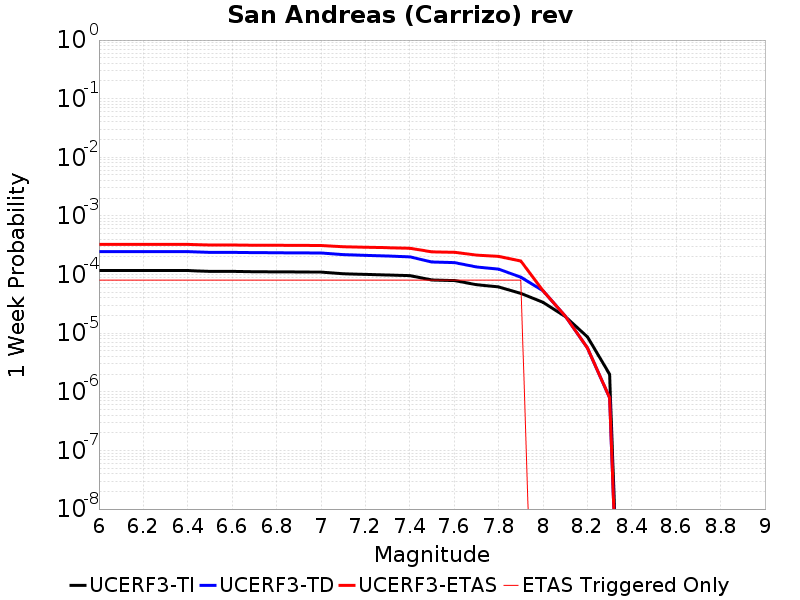 San Andreas (Carrizo) rev
10^0
10^-1
10^-2
10^-3
10^-4
10^-5
10^-6
10^-7
10^-8
1 Week Probability
6 6.2 6.4 6.6 6.8 7 7.2 7.4 7.6 7.8 8 8.2 8.4 8.6 8.8 9
Magnitude
UCERF3-TI UCERF3-TD UCERF3-ETAS ETAS Triggered Only